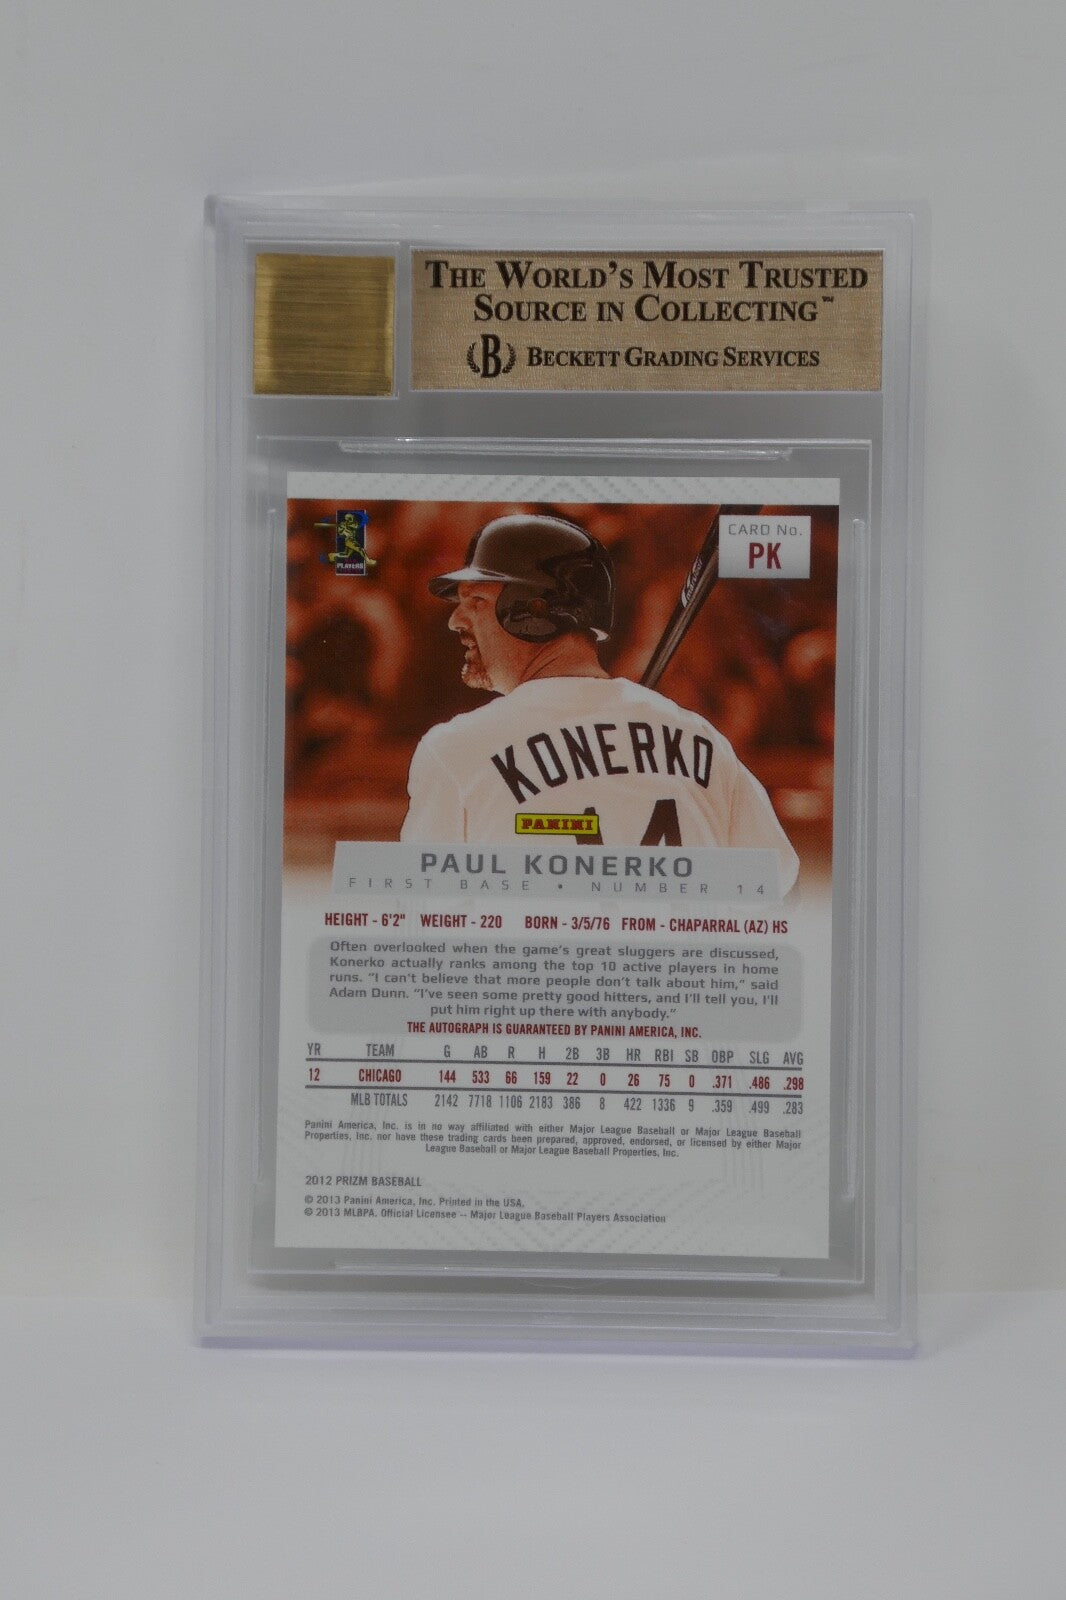 THE WORLD'S MOST TRUSTED
SOURCE IN COLLECTING™
B BECKETT GRADING SERVICES
PLAYERS
CARD No.
PK
KONERKO
14
PANINI
PAUL KONERKO
FIRST BASE • NUMBER 14
HEIGHT - 6'2" WEIGHT - 220 BORN - 3/5/76 FROM - CHAPARRAL (AZ) HS
Often overlooked when the game's great sluggers are discussed,
Konerko actually ranks among the top 10 active players in home
runs. "I can't believe that more people don't talk about him," said
Adam Dunn. "I've seen some pretty good hitters, and I'll tell you, I'll
put him right up there with anybody."
THE AUTOGRAPH IS GUARANTEED BY PANINI AMERICA, INC.
YR TEAM G AB R H 2B 3B HR RBI SB OBP SLG AVG
12 CHICAGO 144 533 66 159 22 0 26 75 0 .371 .486 .298
MLB TOTALS 2142 7718 1106 2183 386 8 422 1336 9 .359 .499 .283
Panini America, Inc. is in no way affiliated with either Major League Baseball or Major League Baseball
Properties, Inc. nor have these trading cards been prepared, approved, endorsed, or licensed by either Major
League Baseball or Major League Baseball Properties, Inc.
2012 PRIZM BASEBALL
© 2013 Panini America, Inc. Printed in the USA.
© 2013 MLBPA. Official Licensee -- Major League Baseball Players Association